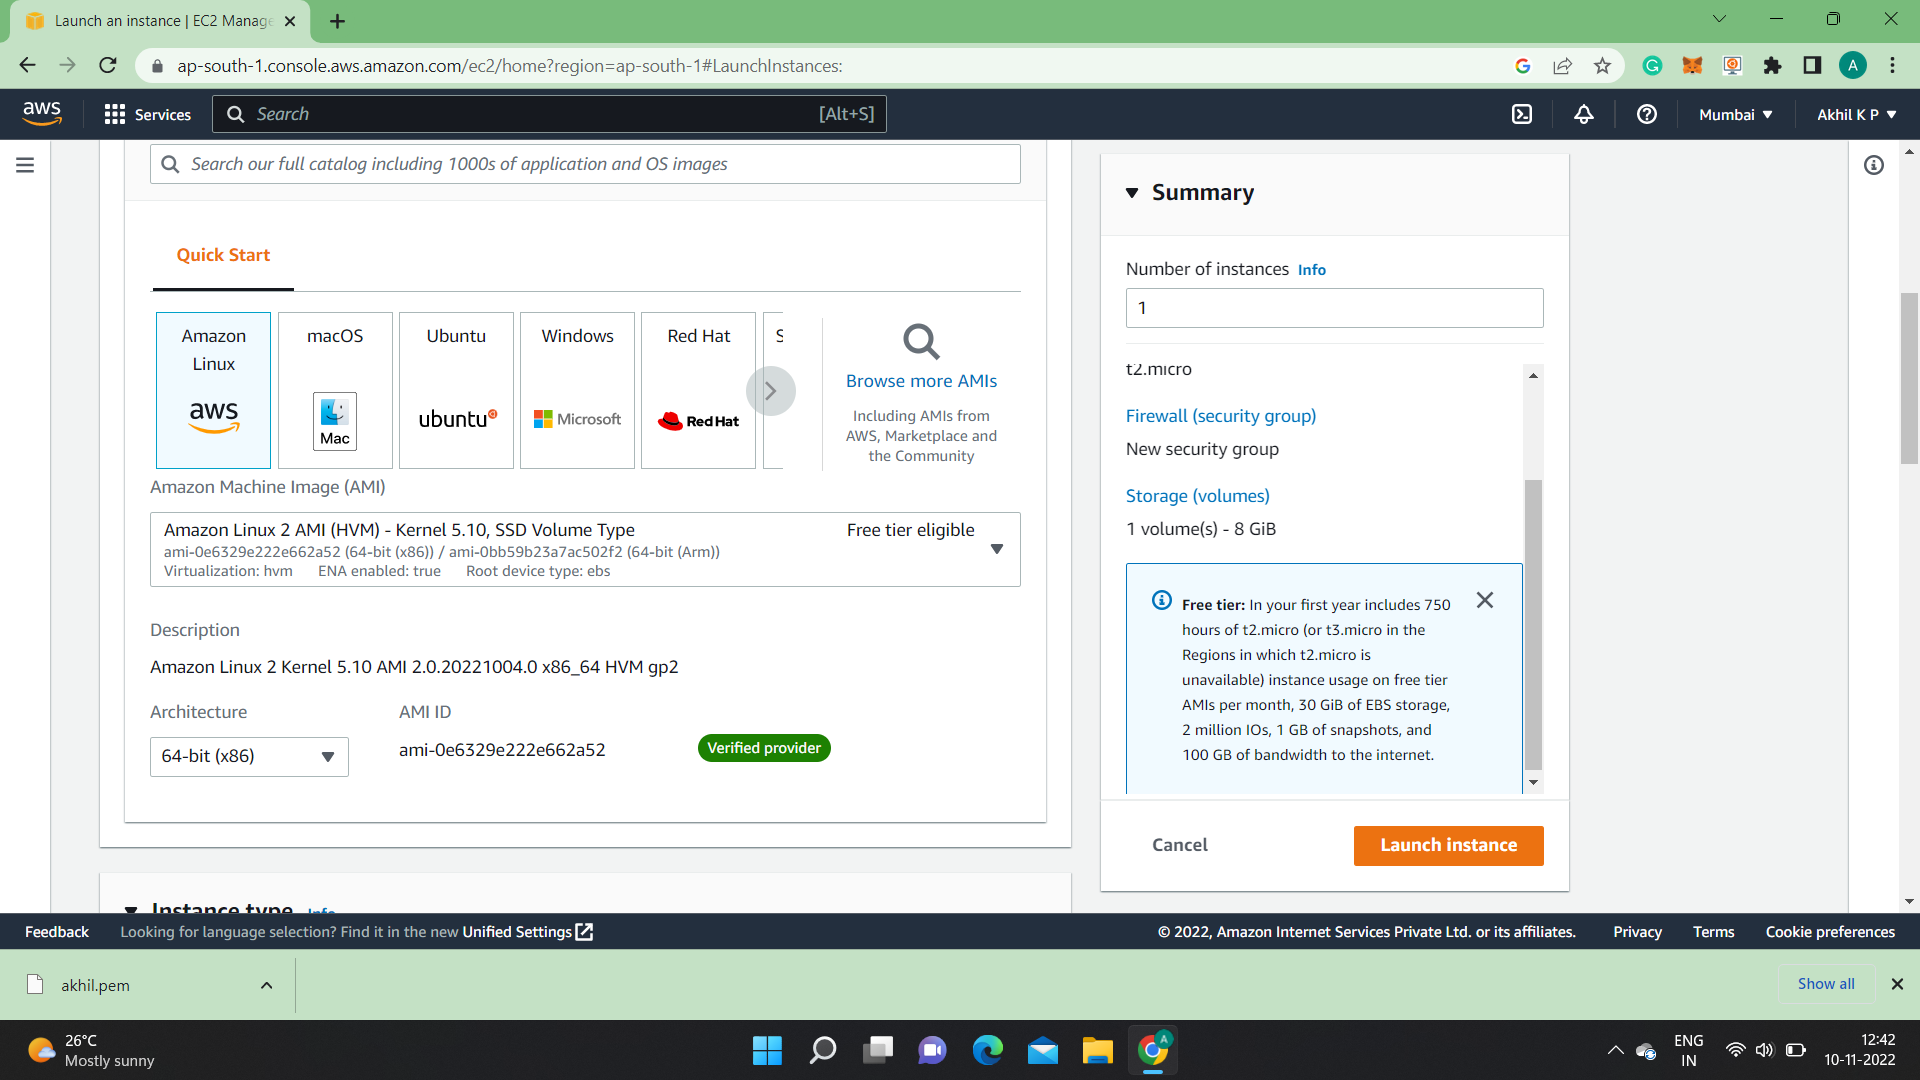 Launch an instance | EC2 Manage
ap-south-1.console.aws.amazon.com/ec2/home?region=ap-south-1#LaunchInstances:
G
A
aws
Services
Search
[Alt+S]
Mumbai
Akhil K P
Search our full catalog including 1000s of application and OS images
Quick Start
Amazon
Linux
aws
macOS
Mac
Ubuntu
ubuntu
Windows
Microsoft
Red Hat
Red Hat
S
Browse more AMIs
Including AMIs from
AWS, Marketplace and
the Community
Amazon Machine Image (AMI)
Amazon Linux 2 AMI (HVM) - Kernel 5.10, SSD Volume Type
Free tier eligible
ami-0e6329e222e662a52 (64-bit (x86)) / ami-0bb59b23a7ac502f2 (64-bit (Arm))
Virtualization: hvm ENA enabled: true Root device type: ebs
Description
Amazon Linux 2 Kernel 5.10 AMI 2.0.20221004.0 x86_64 HVM gp2
Architecture
AMI ID
64-bit (x86)
ami-0e6329e222e662a52
Verified provider
Instance type Info
Summary
Number of instances Info
1
t2.micro
Firewall (security group)
New security group
Storage (volumes)
1 volume(s) - 8 GiB
Free tier: In your first year includes 750
hours of t2.micro (or t3.micro in the
Regions in which t2.micro is
unavailable) instance usage on free tier
AMIs per month, 30 GiB of EBS storage,
2 million IOs, 1 GB of snapshots, and
100 GB of bandwidth to the internet.
Cancel
Launch instance
Feedback
Looking for language selection? Find it in the new Unified Settings
© 2022, Amazon Internet Services Private Ltd. or its affiliates.
Privacy
Terms
Cookie preferences
akhil.pem
Show all
26°C
Mostly sunny
A
ENG
IN
12:42
10-11-2022